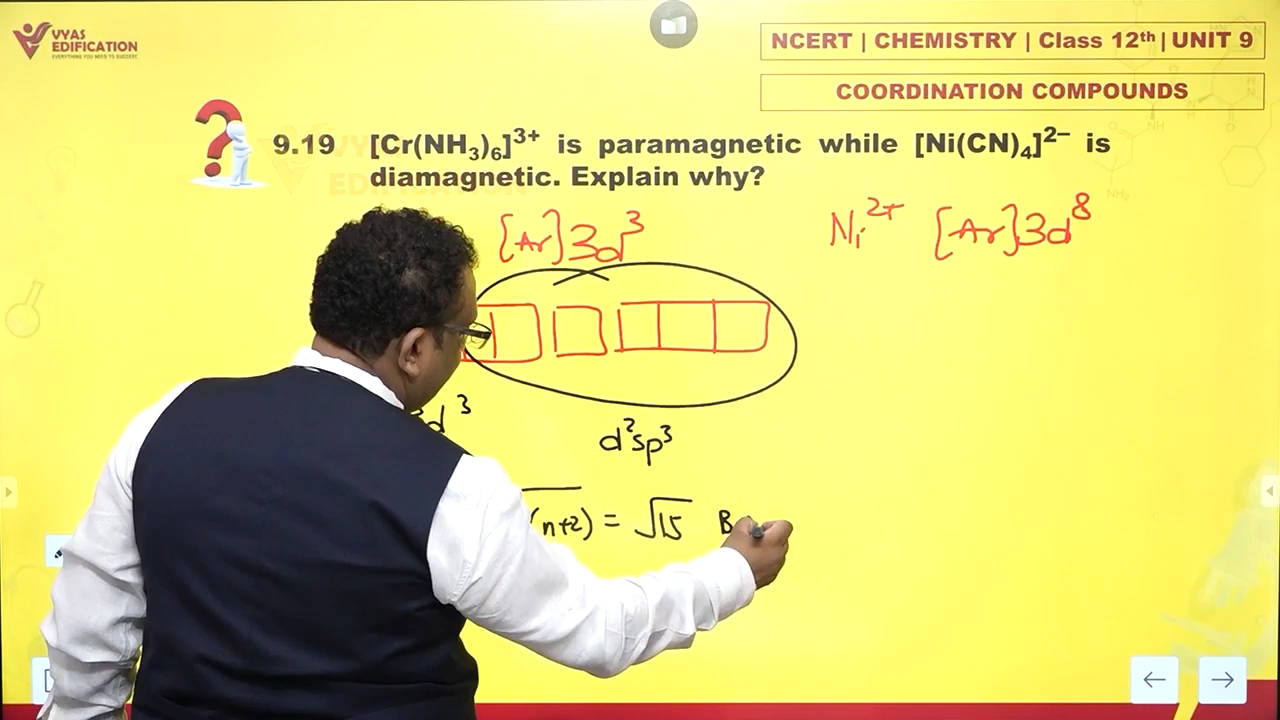 VYAS
EDIFICATION
EVERYTHING YOU NEED TO SUCCEED
NCERT | CHEMISTRY | Class 12th | UNIT 9
COORDINATION COMPOUNDS
9.19 [Cr(NH₃)₆]³⁺ is paramagnetic while [Ni(CN)₄]²⁻ is
diamagnetic. Explain why?
[Ar]3d³
Ni²⁺ [Ar]3d⁸
d³
d²sp³
(n+2) = √15 B